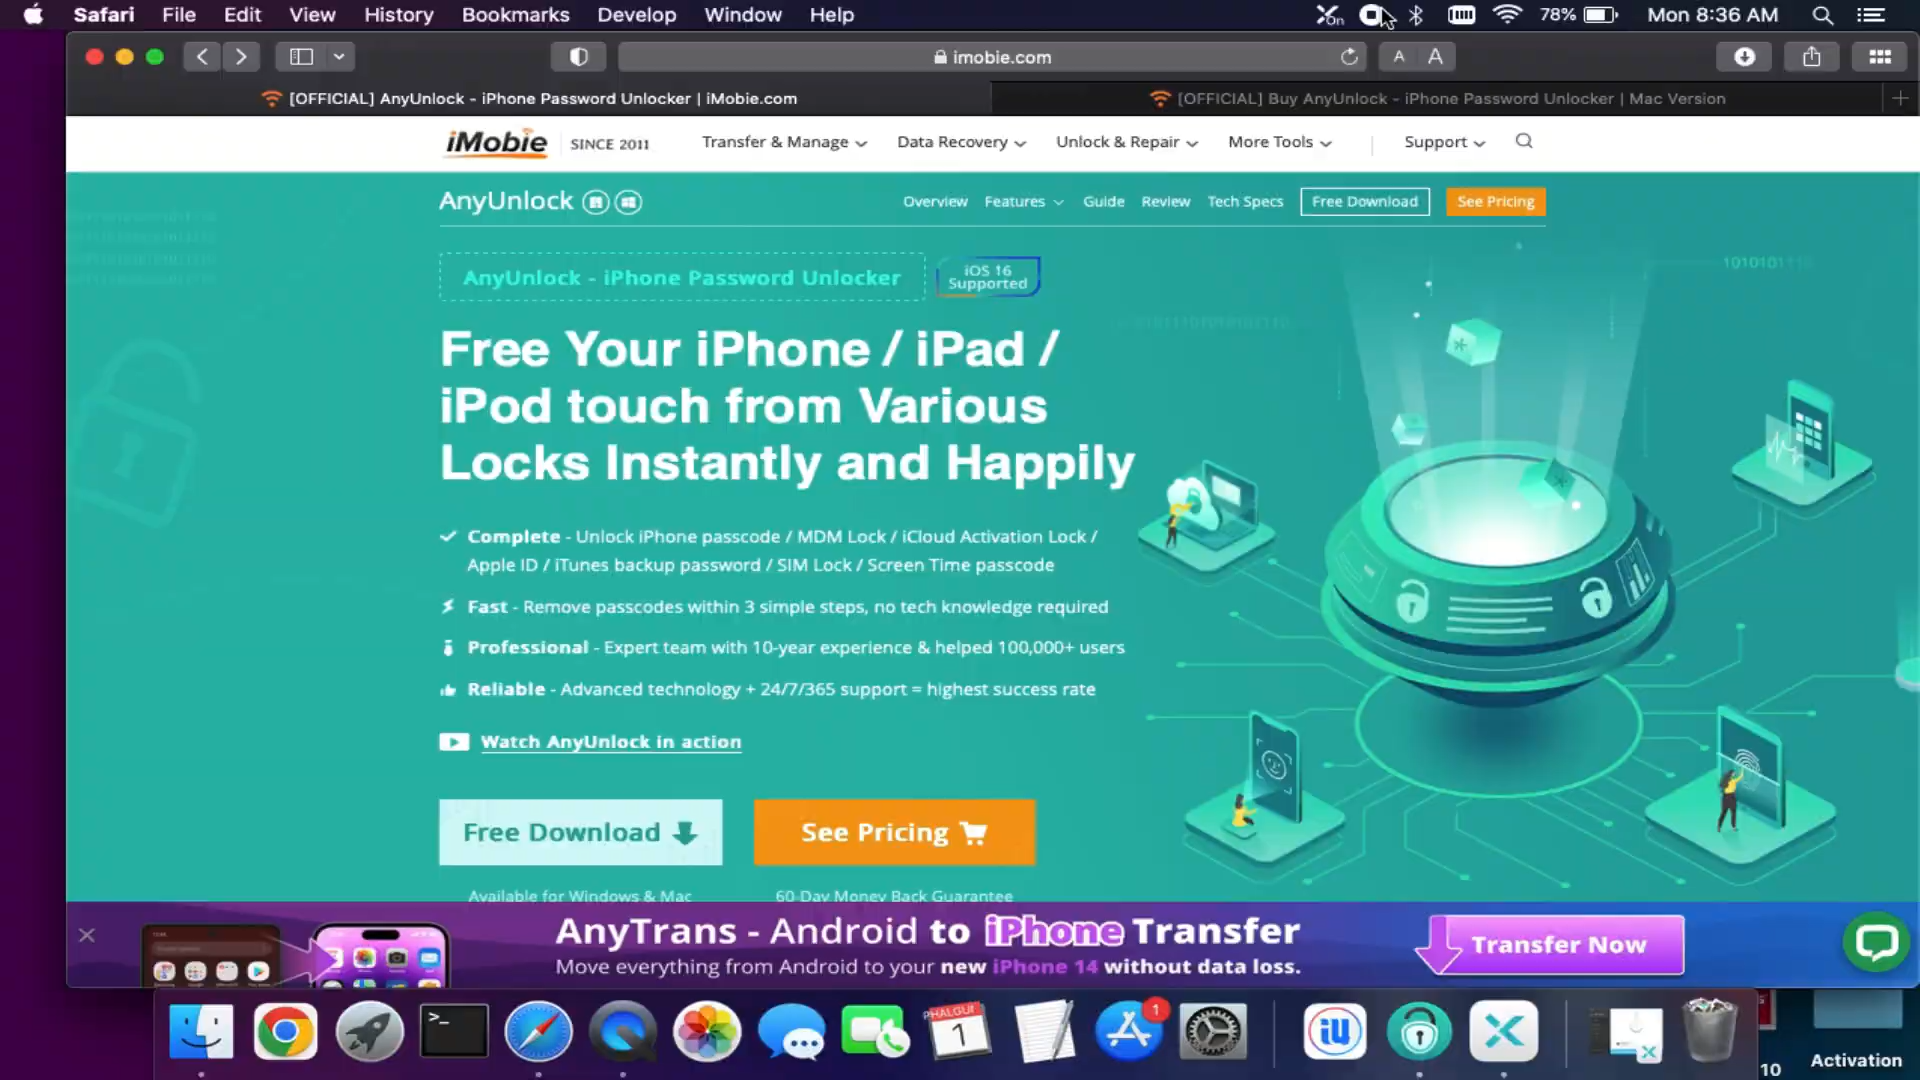 Safari File Edit View History Bookmarks Develop Window Help
On 78% Mon 8:36 AM
imobie.com
A A
[OFFICIAL] AnyUnlock - iPhone Password Unlocker | iMobie.com
[OFFICIAL] Buy AnyUnlock - iPhone Password Unlocker | Mac Version
iMobie SINCE 2011 Transfer & Manage Data Recovery Unlock & Repair More Tools Support
AnyUnlock Overview Features Guide Review Tech Specs Free Download See Pricing
AnyUnlock - iPhone Password Unlocker
iOS 16
Supported
1010101110
Free Your iPhone / iPad /
iPod touch from Various
Locks Instantly and Happily
Complete - Unlock iPhone passcode / MDM Lock / iCloud Activation Lock /
Apple ID / iTunes backup password / SIM Lock / Screen Time passcode
Fast - Remove passcodes within 3 simple steps, no tech knowledge required
Professional - Expert team with 10-year experience & helped 100,000+ users
Reliable - Advanced technology + 24/7/365 support = highest success rate
Watch AnyUnlock in action
Free Download See Pricing
Available for Windows & Mac 60-Day Money Back Guarantee
AnyTrans - Android to iPhone Transfer
Move everything from Android to your new iPhone 14 without data loss.
Transfer Now
PHALGUN
1
1
10
Activation